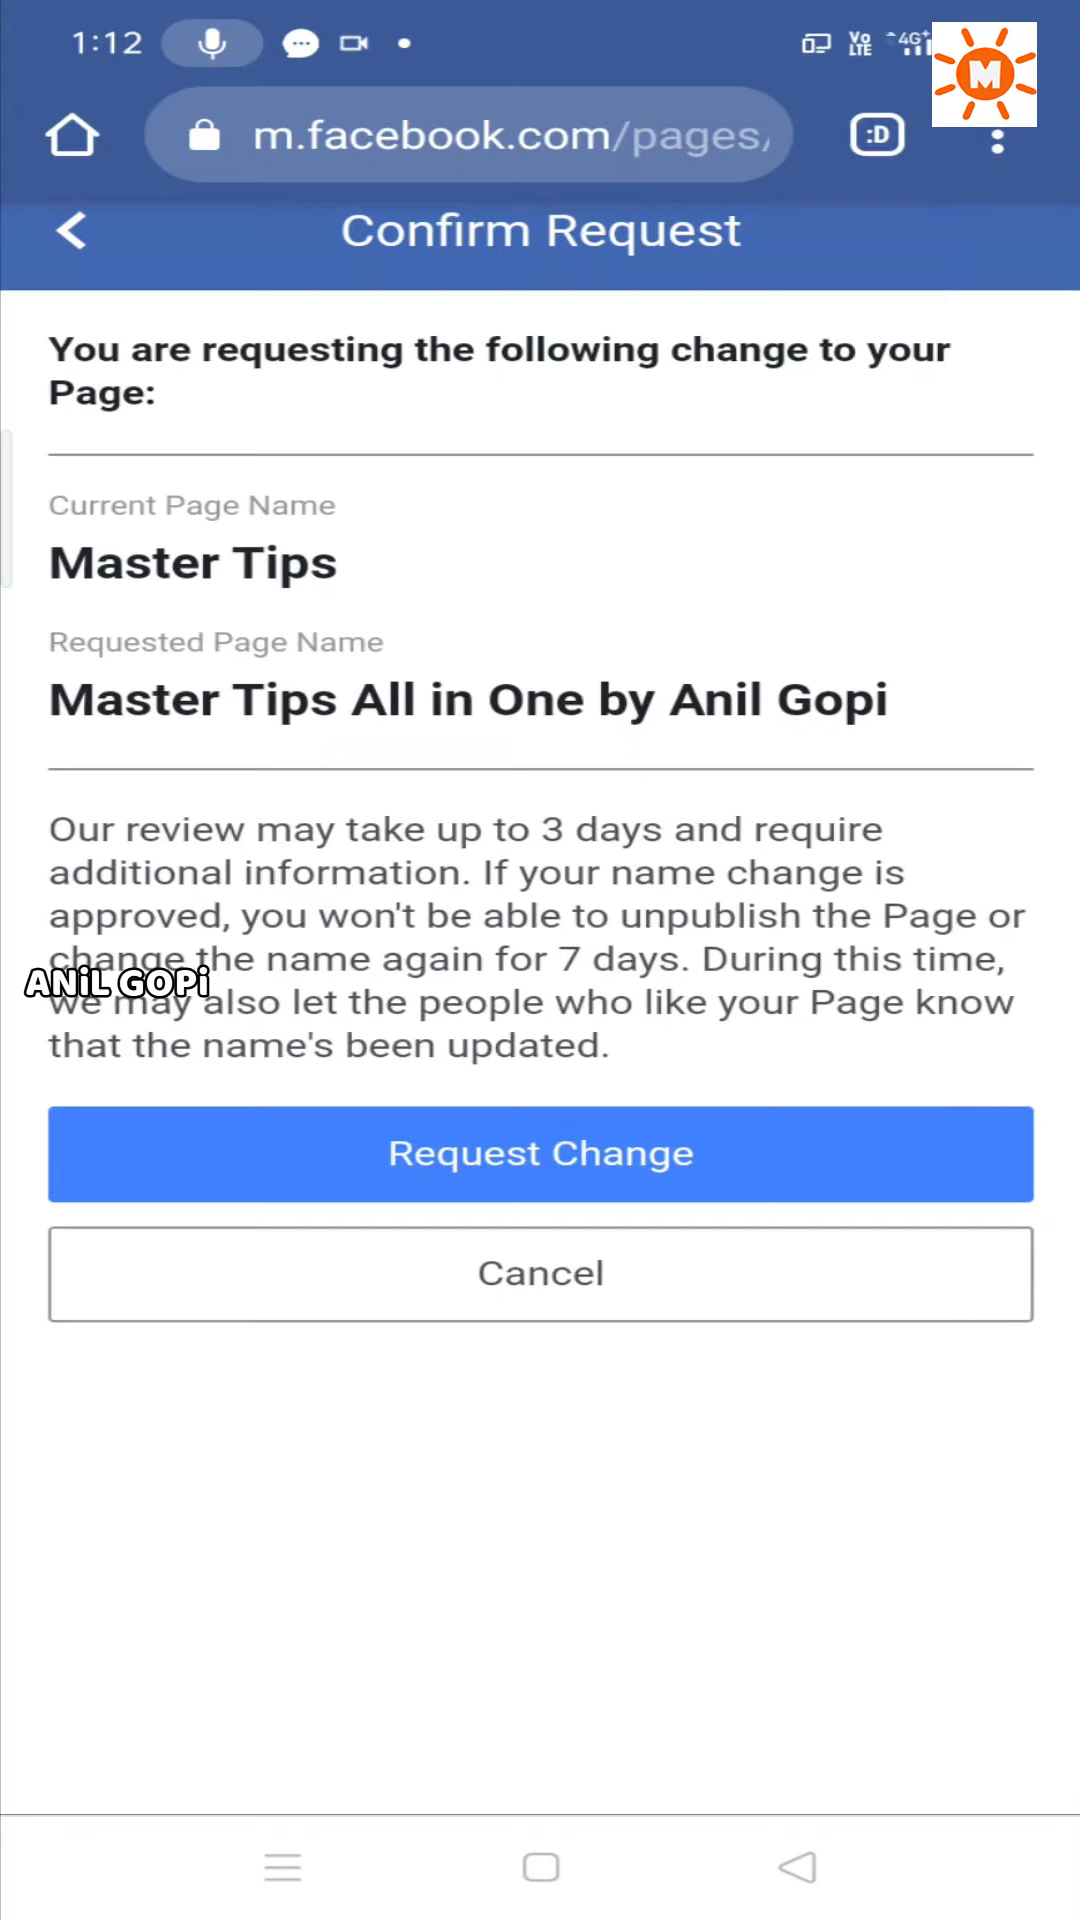 1:12
Vo LTE 4G+
M
m.facebook.com/pages/
:D
Confirm Request
You are requesting the following change to your
Page:
Current Page Name
Master Tips
Requested Page Name
Master Tips All in One by Anil Gopi
Our review may take up to 3 days and require
additional information. If your name change is
approved, you won't be able to unpublish the Page or
change the name again for 7 days. During this time,
ANiL GOPi
we may also let the people who like your Page know
that the name's been updated.
Request Change
Cancel